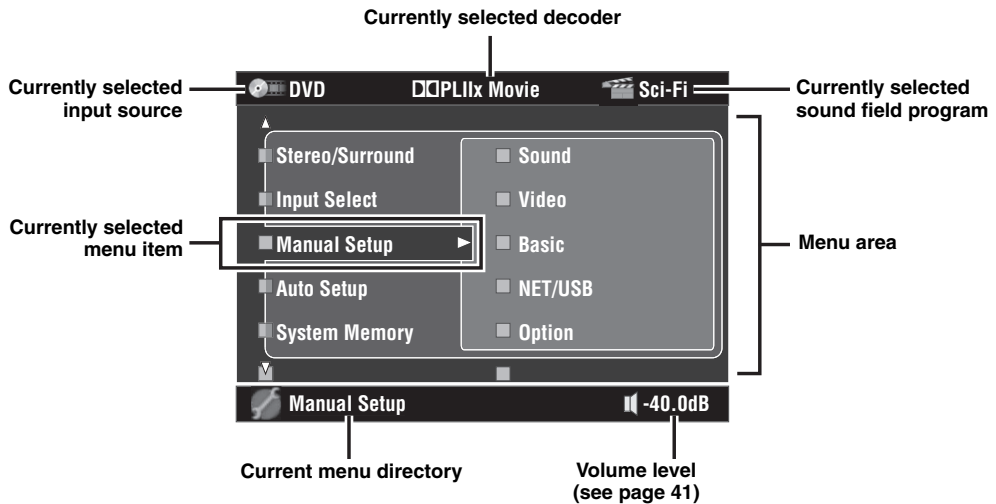 Currently selected decoder
Currently selected
input source
DVD
PLIIx Movie
Sci-Fi
Currently selected
sound field program
Stereo/Surround
Sound
Input Select
Video
Currently selected
menu item
Manual Setup
Basic
Menu area
Auto Setup
NET/USB
System Memory
Option
Manual Setup
-40.0dB
Current menu directory
Volume level
(see page 41)